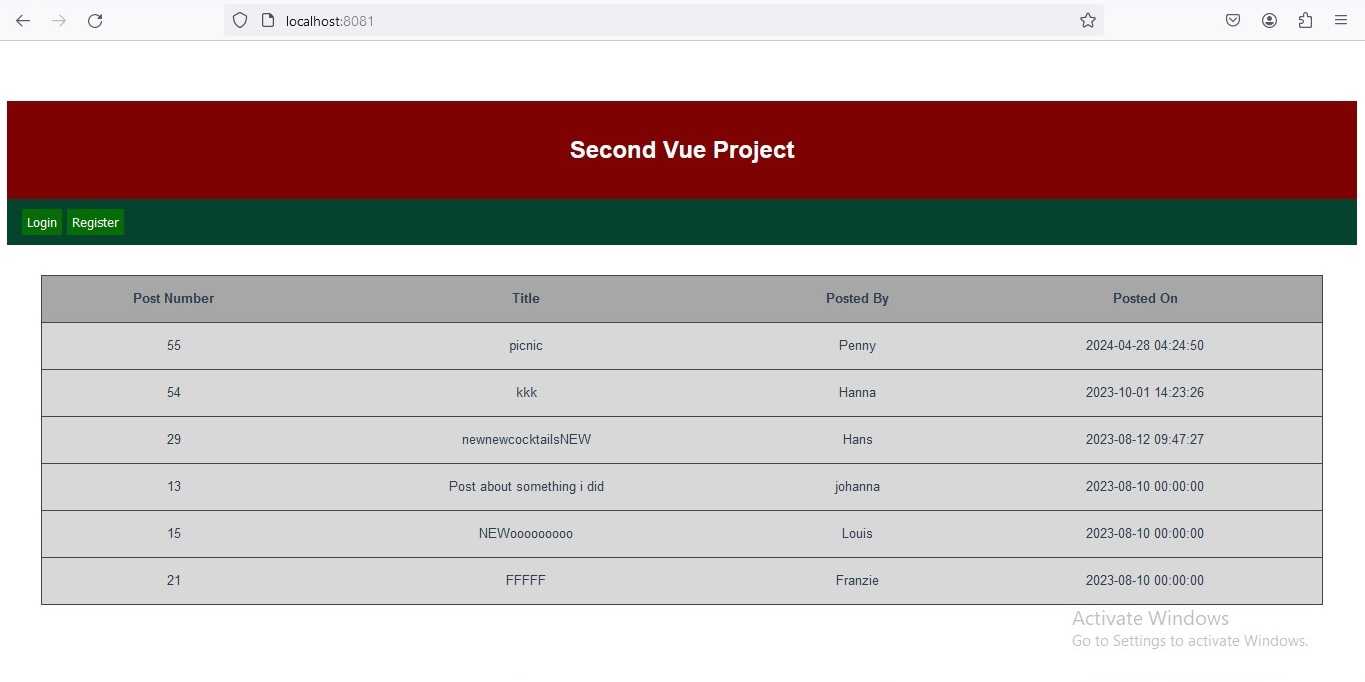 localhost:8081
Second Vue Project
Login Register
Post Number Title Posted By Posted On
55 picnic Penny 2024-04-28 04:24:50
54 kkk Hanna 2023-10-01 14:23:26
29 newnewcocktailsNEW Hans 2023-08-12 09:47:27
13 Post about something i did johanna 2023-08-10 00:00:00
15 NEWooooooooo Louis 2023-08-10 00:00:00
21 FFFFF Franzie 2023-08-10 00:00:00
Activate Windows
Go to Settings to activate Windows.